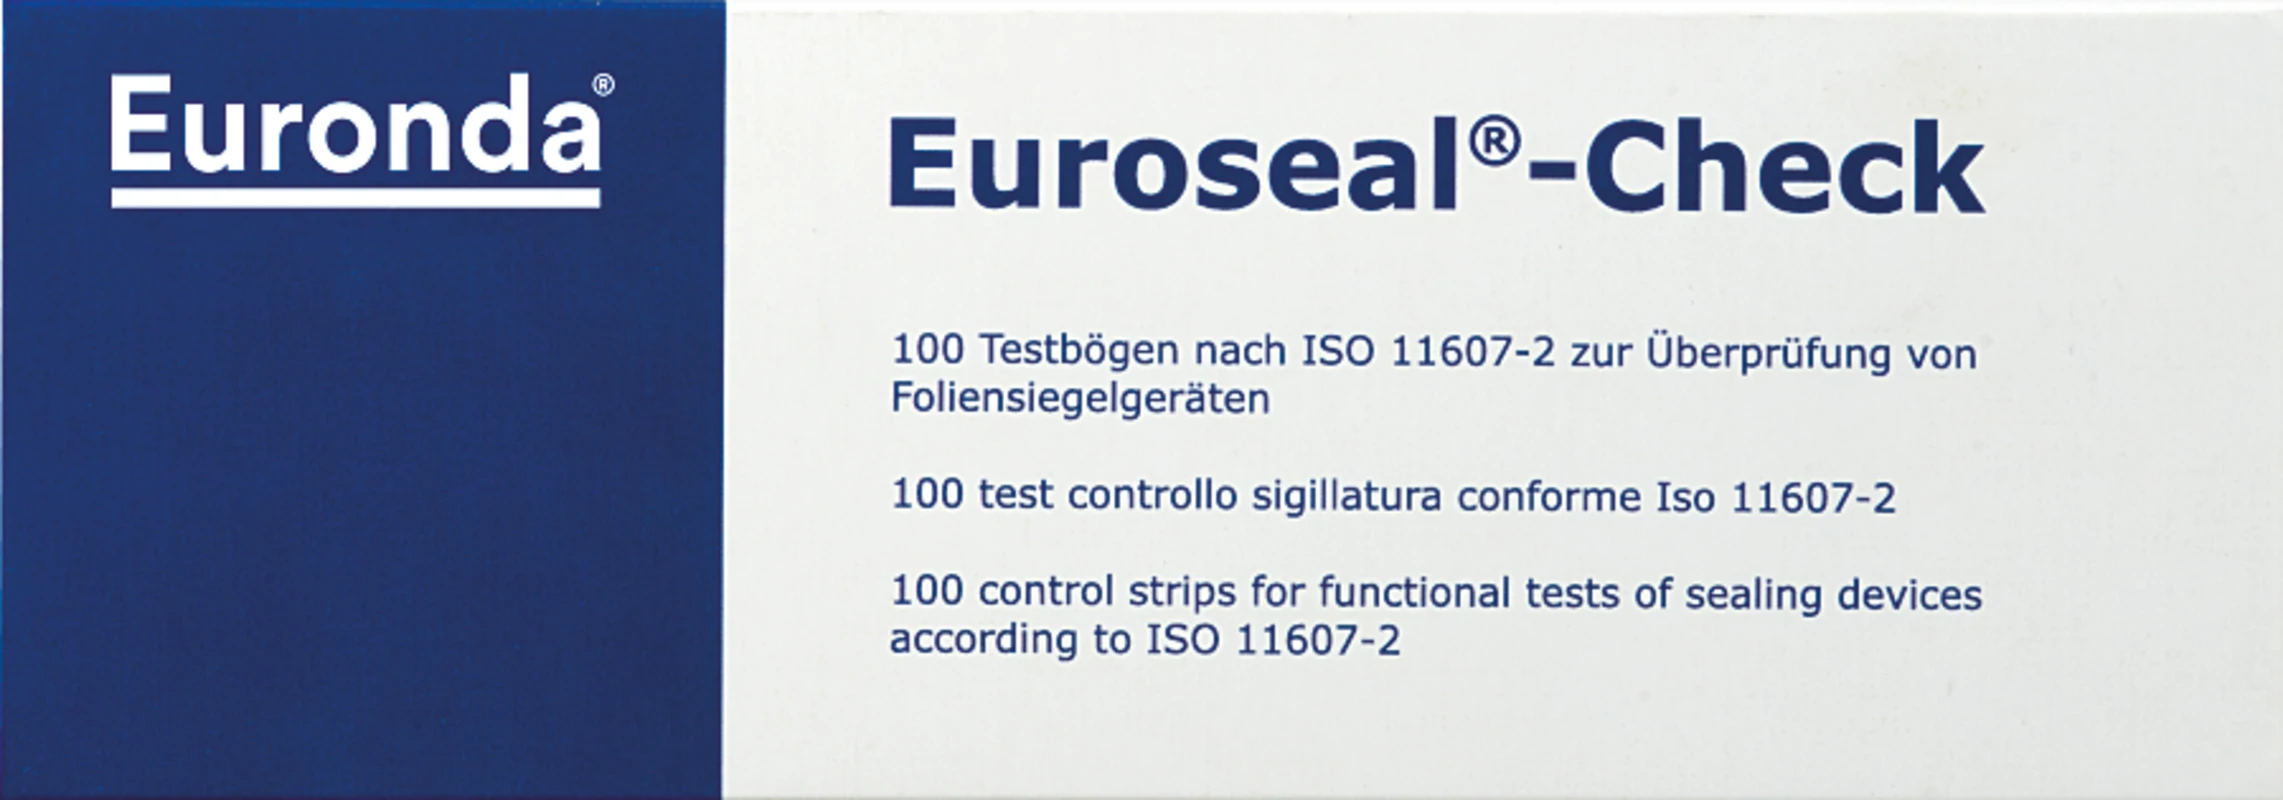 Euronda®
Euroseal®-Check
100 Testbögen nach ISO 11607-2 zur Überprüfung von
Foliensiegelgeräten
100 test controllo sigillatura conforme Iso 11607-2
100 control strips for functional tests of sealing devices
according to ISO 11607-2